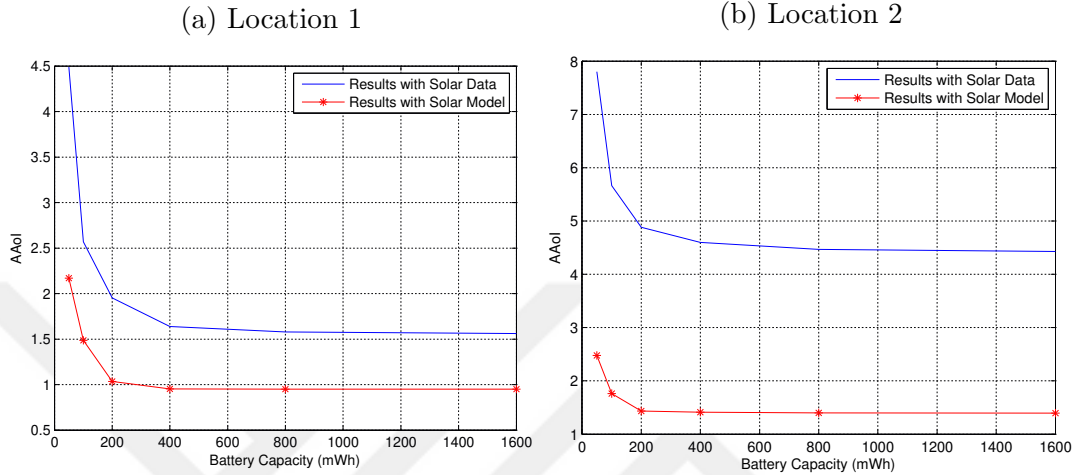 (a) Location 1
4.5
4
3.5
3
2.5
2
1.5
1
0.5
AAoI
0 200 400 600 800 1000 1200 1400 1600
Battery Capacity (mWh)
Results with Solar Data
Results with Solar Model
(b) Location 2
8
7
6
5
4
3
2
1
AAoI
0 200 400 600 800 1000 1200 1400 1600
Battery Capacity (mWh)
Results with Solar Data
Results with Solar Model